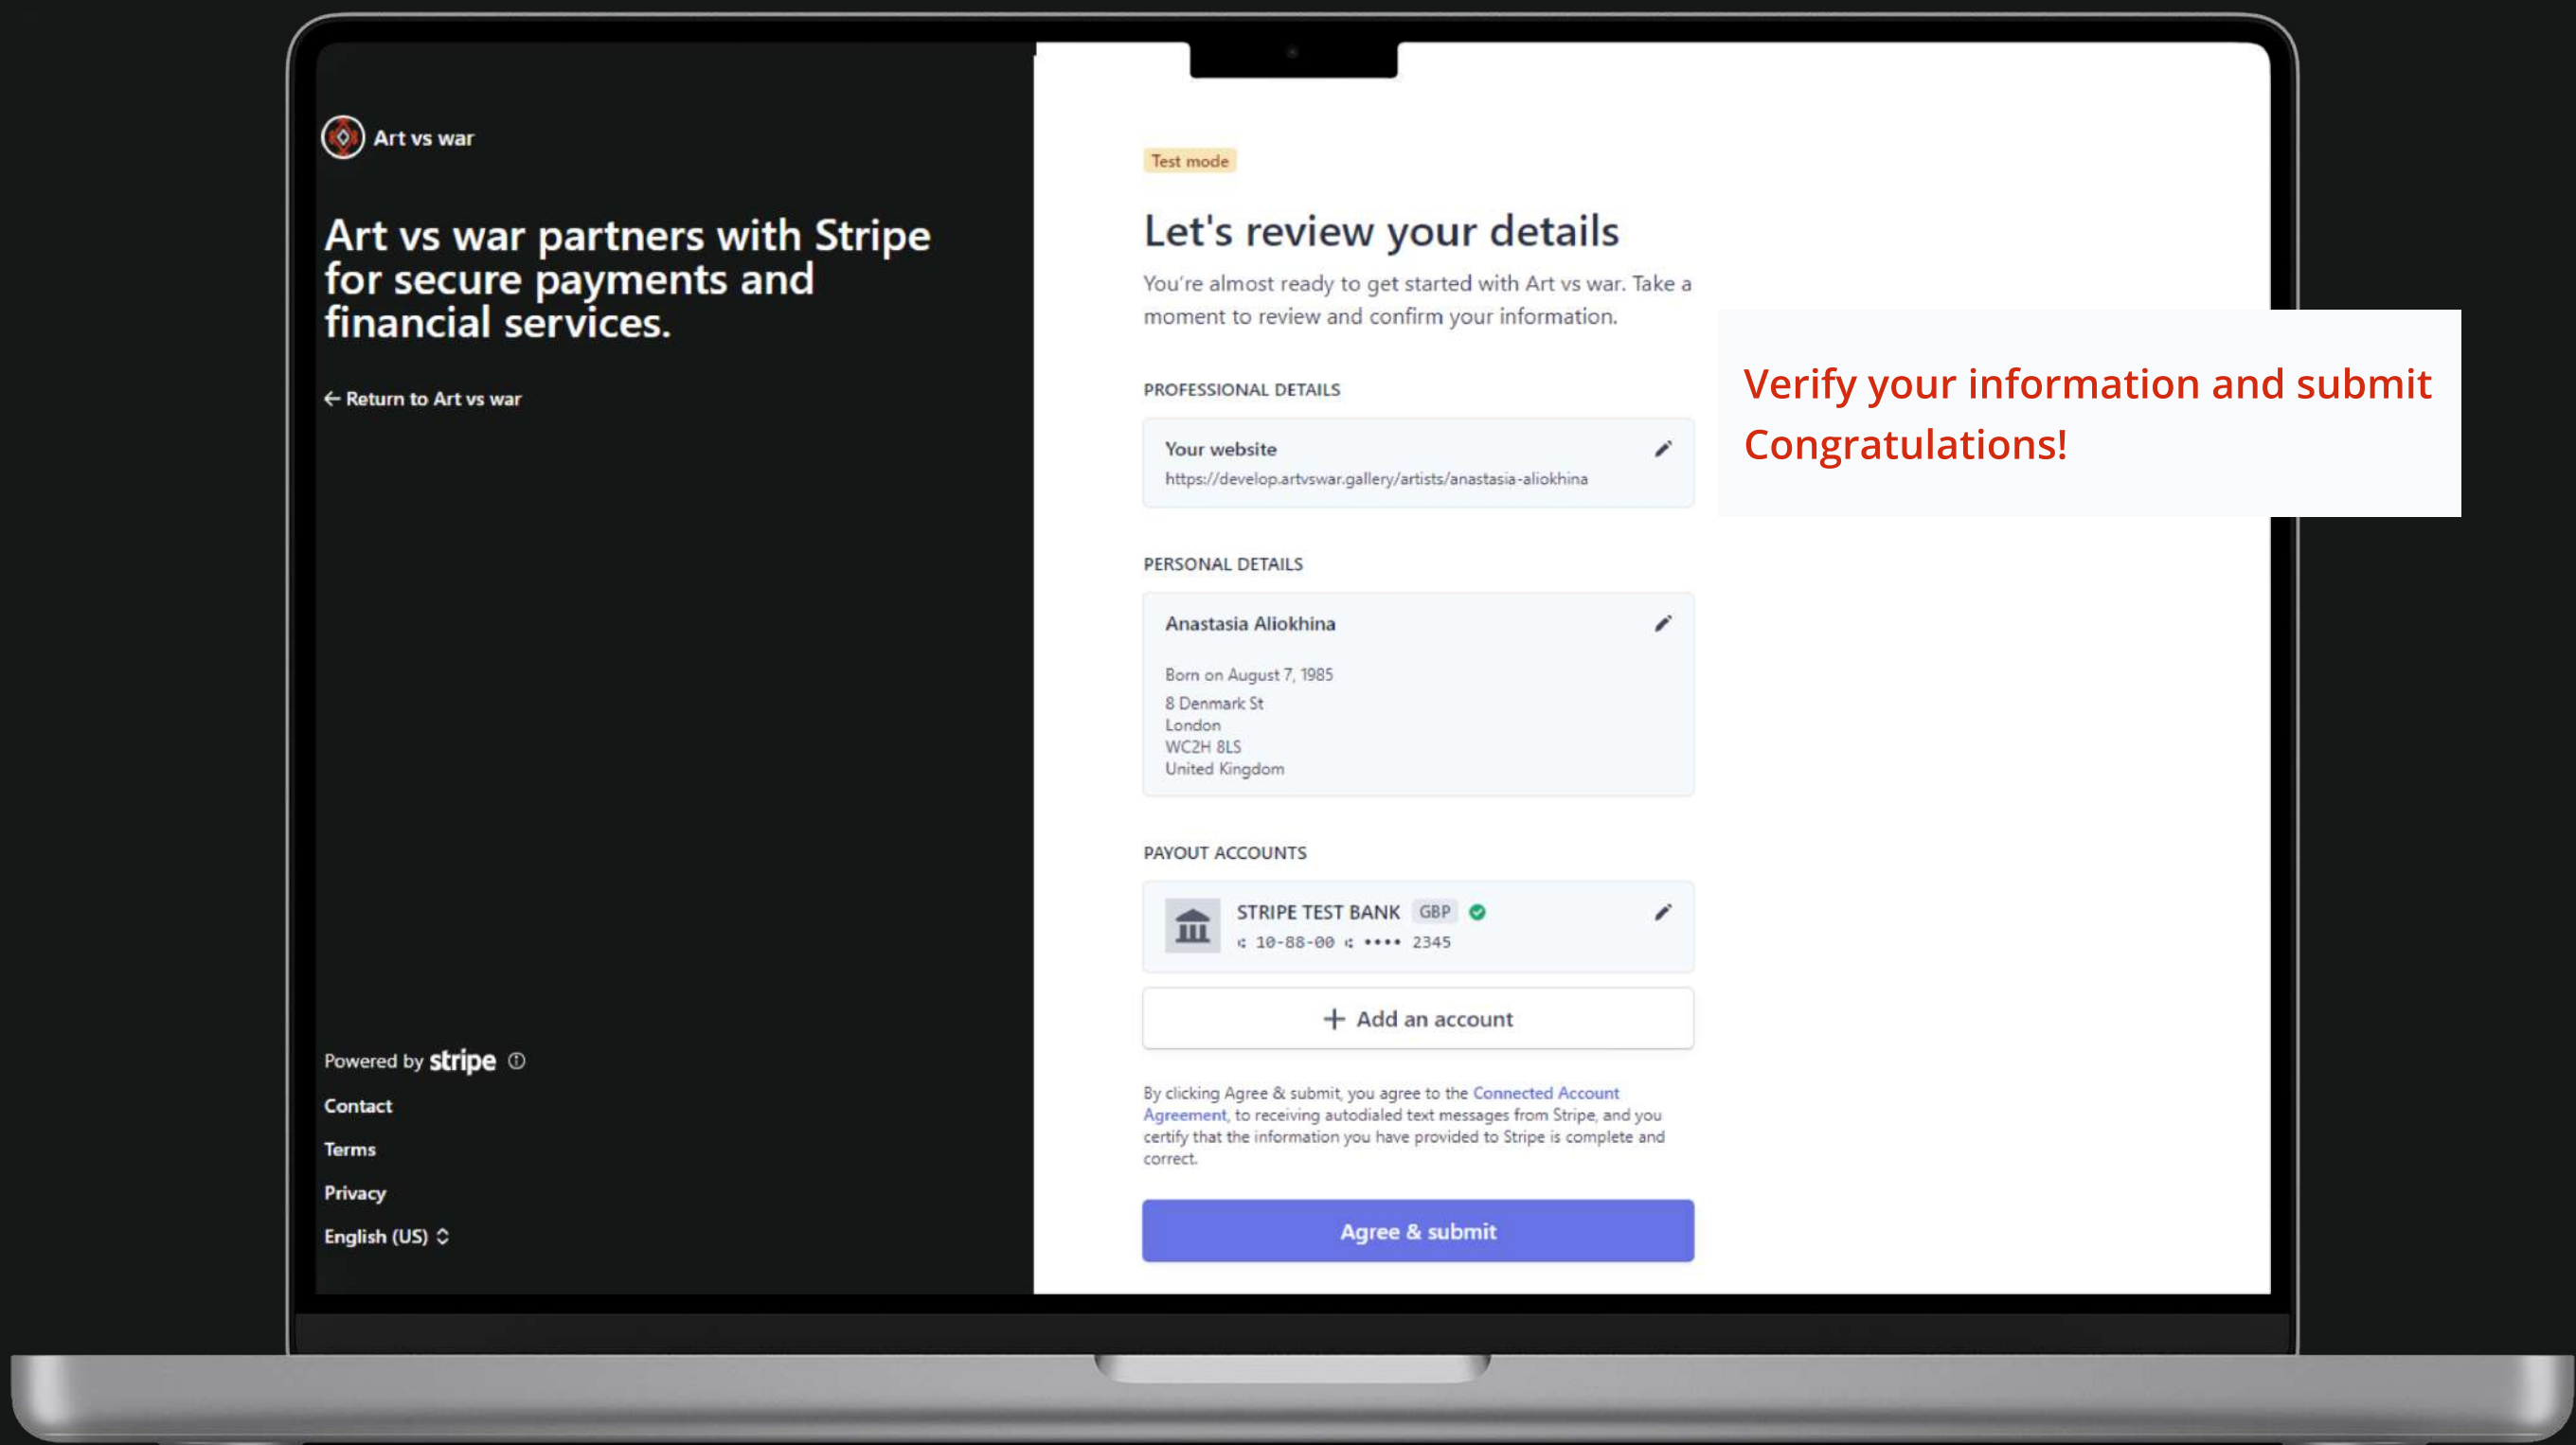 Art vs war
Art vs war partners with Stripe
for secure payments and
financial services.
← Return to Art vs war
Powered by stripe
Contact
Terms
Privacy
English (US)
Test mode
Let's review your details
You're almost ready to get started with Art vs war. Take a
moment to review and confirm your information.
PROFESSIONAL DETAILS
Your website
https://develop.artvswar.gallery/artists/anastasia-aliokhina
PERSONAL DETAILS
Anastasia Aliokhina
Born on August 7, 1985
8 Denmark St
London
WC2H 8LS
United Kingdom
PAYOUT ACCOUNTS
STRIPE TEST BANK GBP
⑆ 10-88-00 ⑆ •••• 2345
+ Add an account
By clicking Agree & submit, you agree to the Connected Account
Agreement, to receiving autodialed text messages from Stripe, and you
certify that the information you have provided to Stripe is complete and
correct.
Agree & submit
Verify your information and submit
Congratulations!